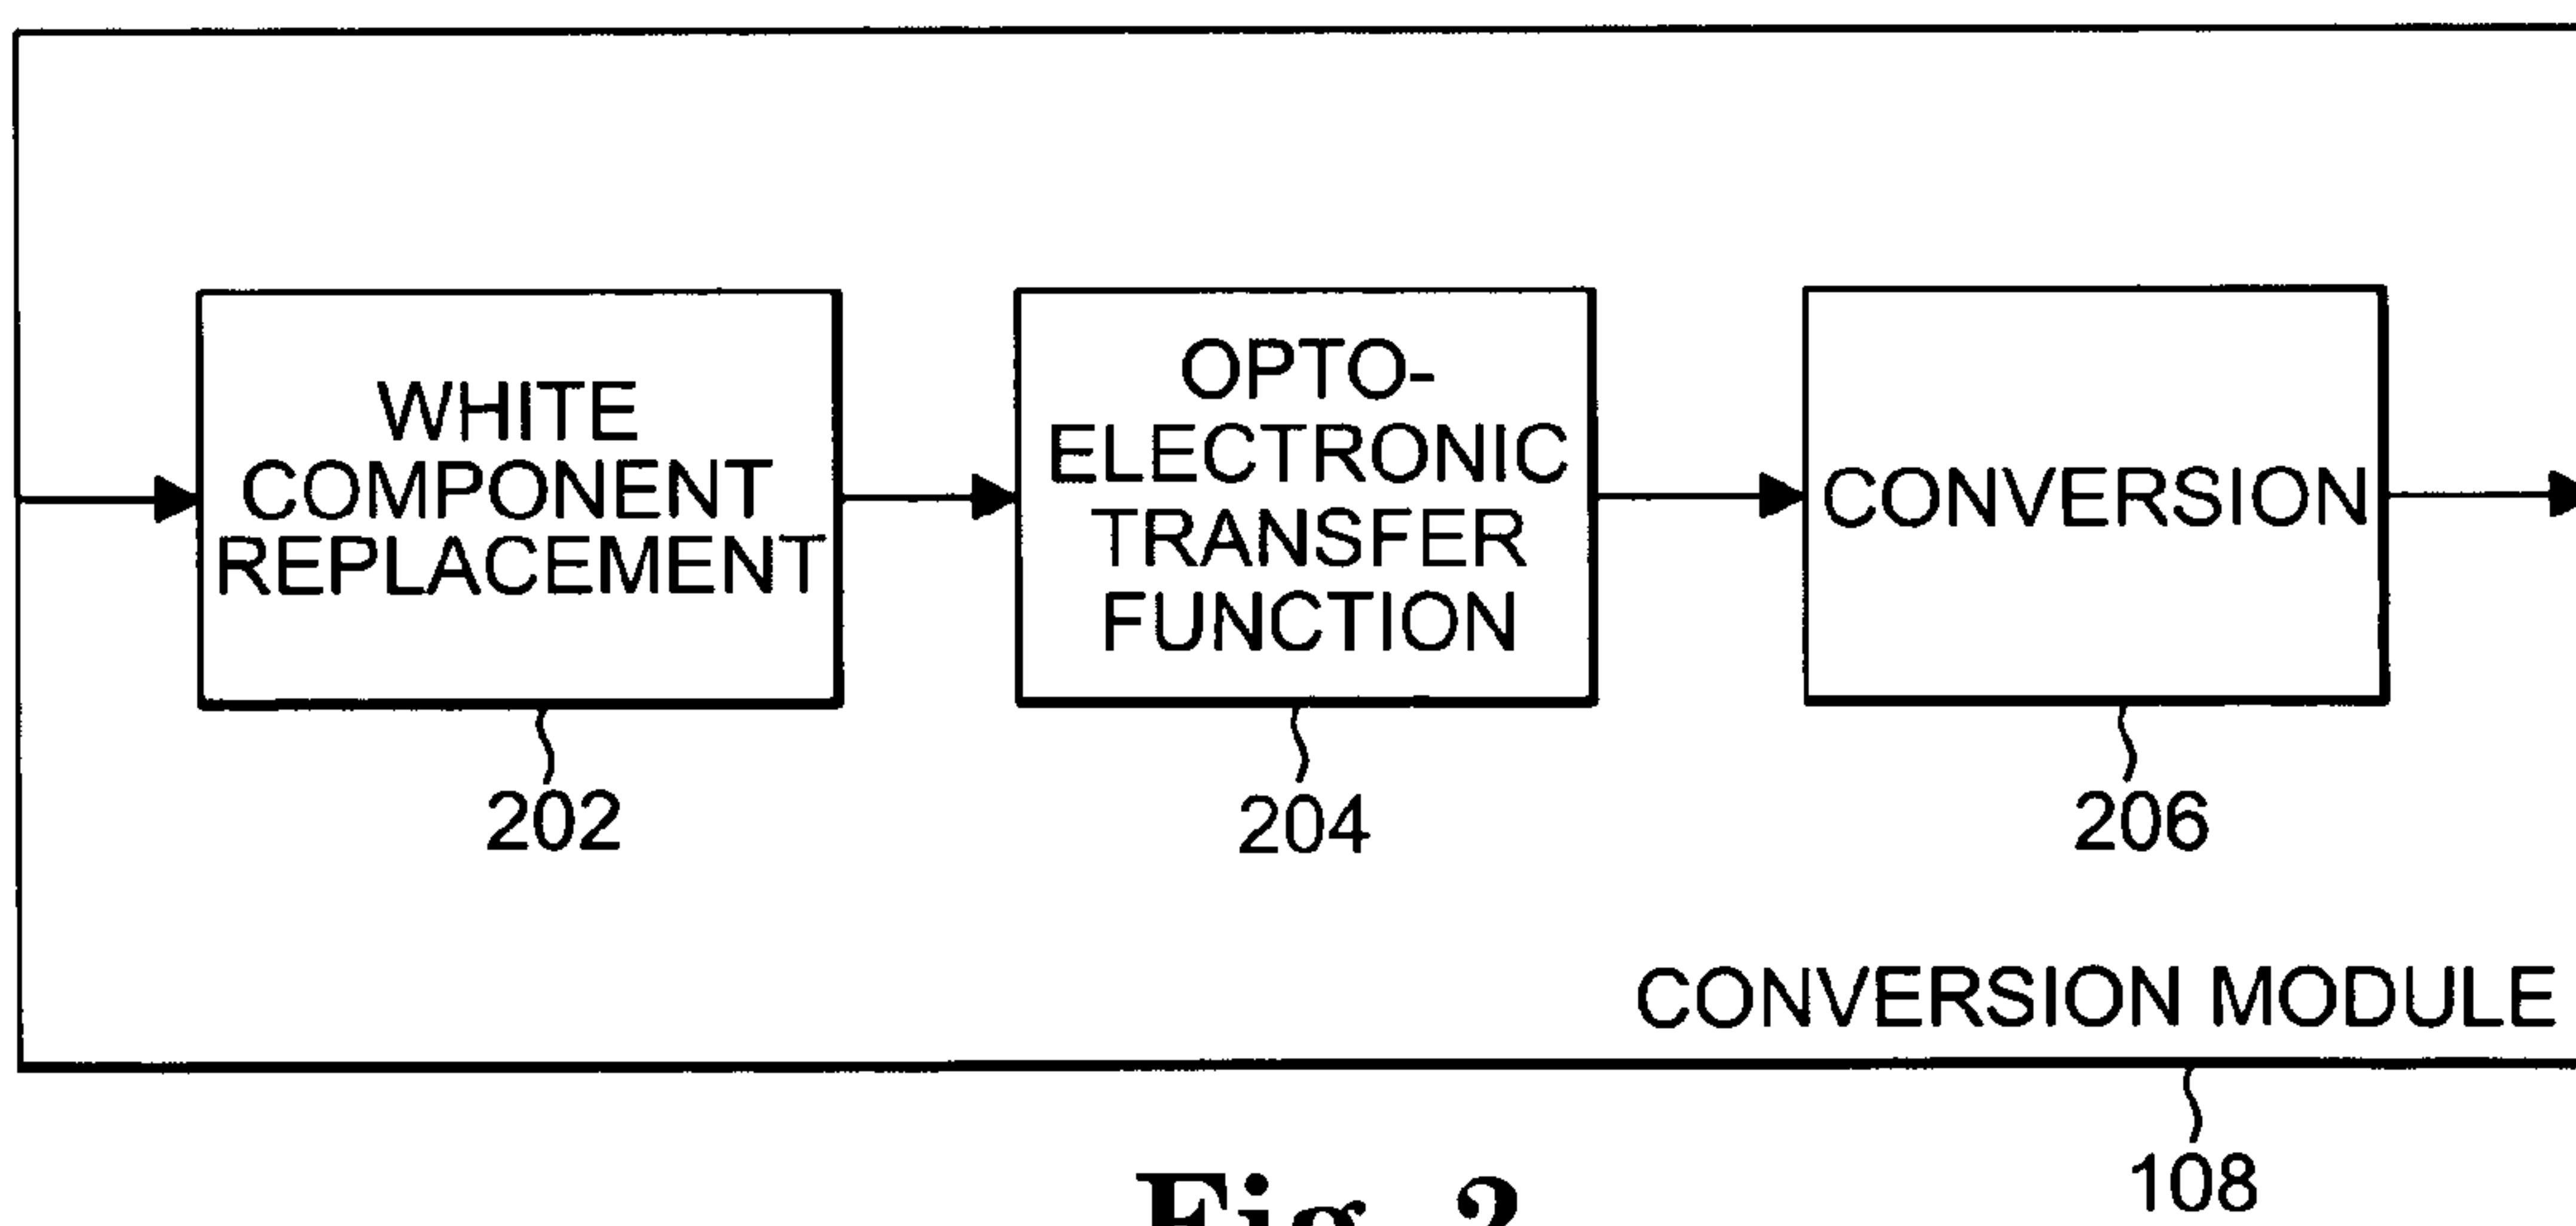 WHITE
COMPONENT
REPLACEMENT
OPTO-
ELECTRONIC
TRANSFER
FUNCTION
CONVERSION
202
204
206
CONVERSION MODULE
108